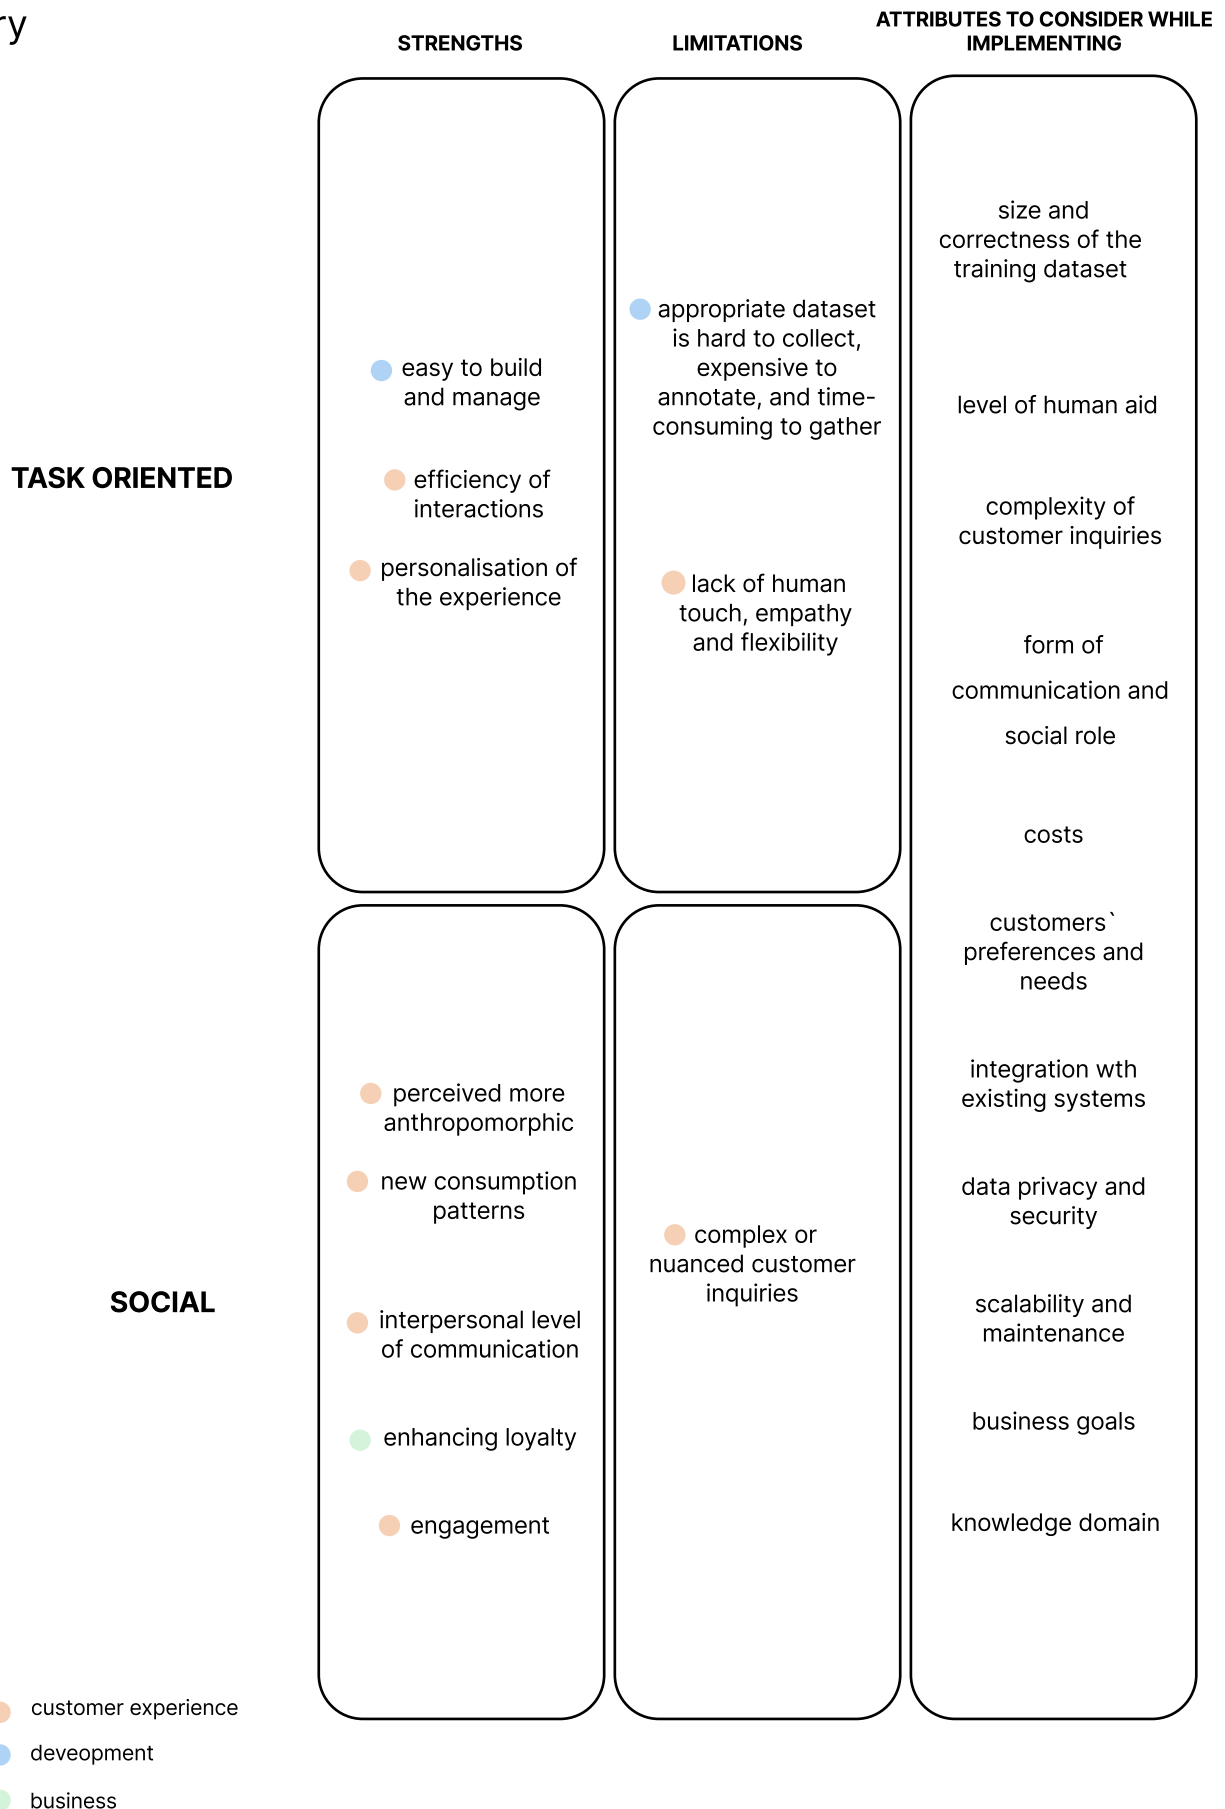 ry
STRENGTHS
LIMITATIONS
ATTRIBUTES TO CONSIDER WHILE
IMPLEMENTING
TASK ORIENTED
easy to build
and manage
efficiency of
interactions
personalisation of
the experience
appropriate dataset
is hard to collect,
expensive to
annotate, and time-
consuming to gather
lack of human
touch, empathy
and flexibility
size and
correctness of the
training dataset
level of human aid
complexity of
customer inquiries
form of
communication and
social role
costs
customers`
preferences and
needs
integration wth
existing systems
data privacy and
security
scalability and
maintenance
business goals
knowledge domain
SOCIAL
perceived more
anthropomorphic
new consumption
patterns
interpersonal level
of communication
enhancing loyalty
engagement
complex or
nuanced customer
inquiries
customer experience
deveopment
business